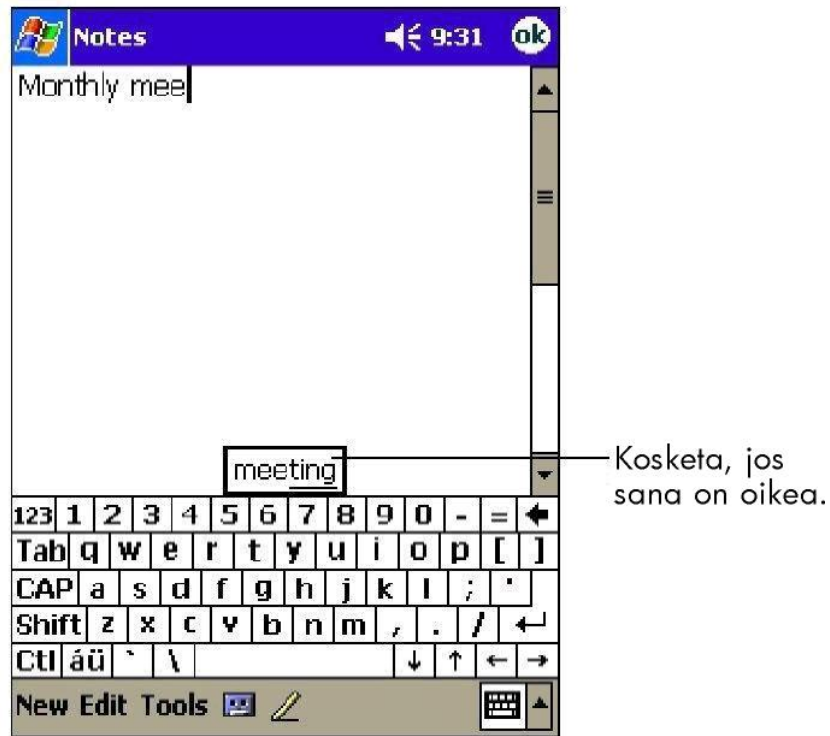 Notes 9:31 ok
Monthly mee
meeting
Kosketa, jos
sana on oikea.
123 1 2 3 4 5 6 7 8 9 0 - =
Tab q w e r t y u i o p [ ]
CAP a s d f g h j k l ; '
Shift z x c v b n m , . /
Ctl áü ` \ ↓ ↑ ← →
New Edit Tools